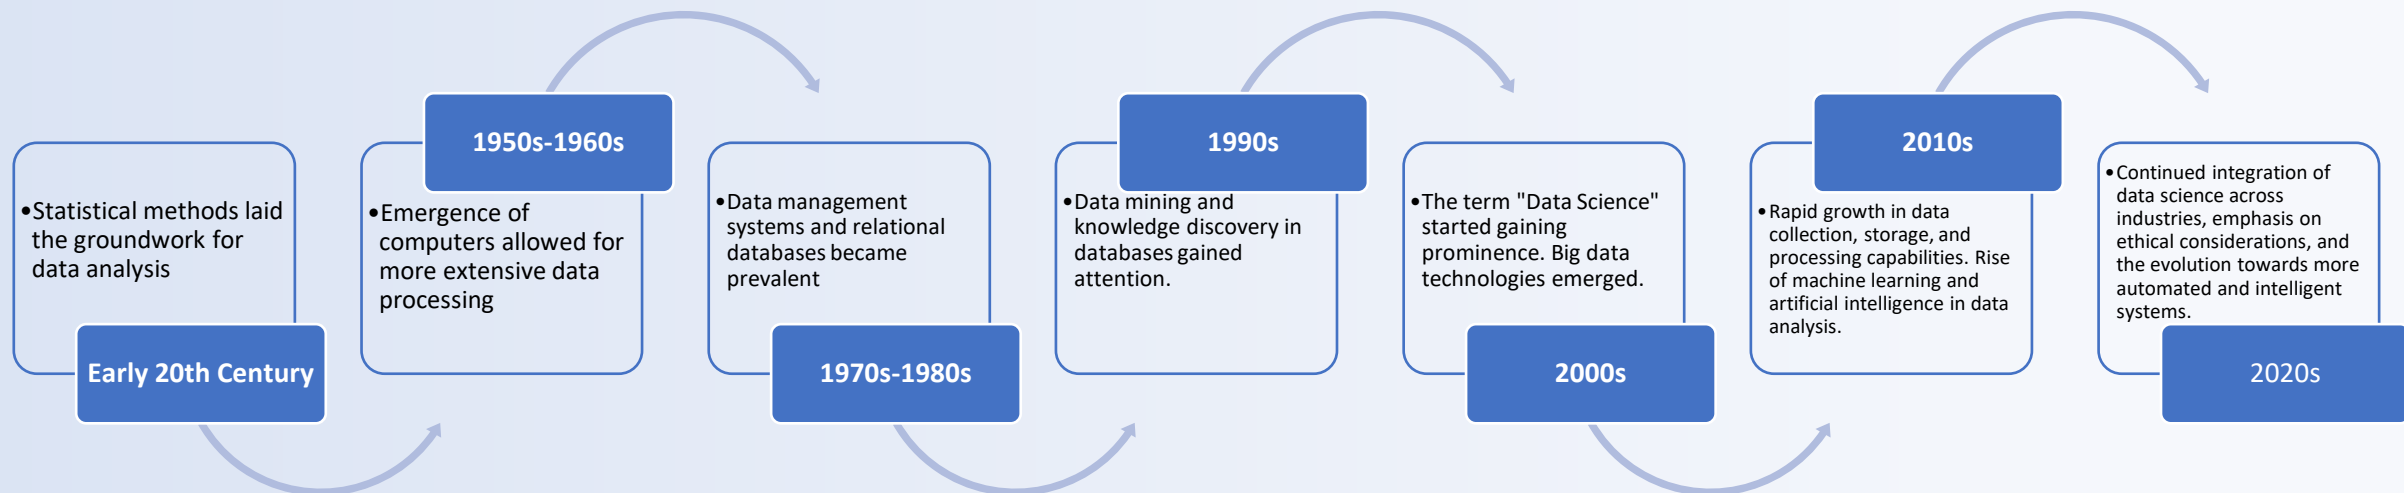 •Statistical methods laid
the groundwork for
data analysis
Early 20th Century
1950s-1960s
•Emergence of
computers allowed for
more extensive data
processing
•Data management
systems and relational
databases became
prevalent
1970s-1980s
1990s
•Data mining and
knowledge discovery in
databases gained
attention.
•The term "Data Science"
started gaining
prominence. Big data
technologies emerged.
2000s
2010s
•Rapid growth in data
collection, storage, and
processing capabilities. Rise
of machine learning and
artificial intelligence in data
analysis.
•Continued integration of
data science across
industries, emphasis on
ethical considerations, and
the evolution towards more
automated and intelligent
systems.
2020s